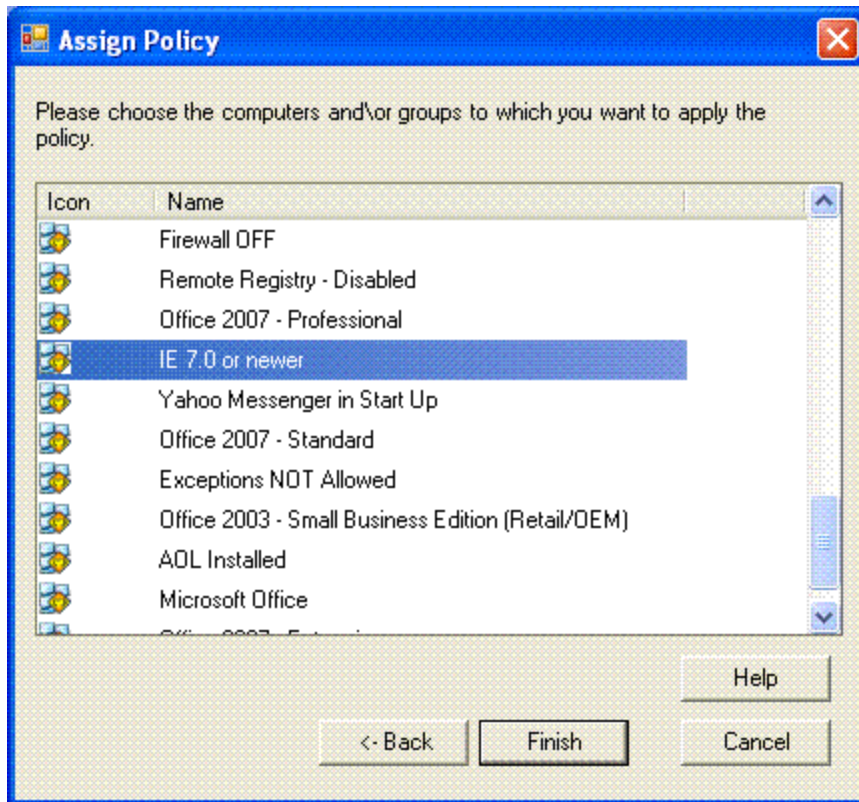 Assign Policy
Please choose the computers and\or groups to which you want to apply the
policy.
Icon Name
Firewall OFF
Remote Registry - Disabled
Office 2007 - Professional
IE 7.0 or newer
Yahoo Messenger in Start Up
Office 2007 - Standard
Exceptions NOT Allowed
Office 2003 - Small Business Edition (Retail/OEM)
AOL Installed
Microsoft Office
Help
<- Back Finish Cancel